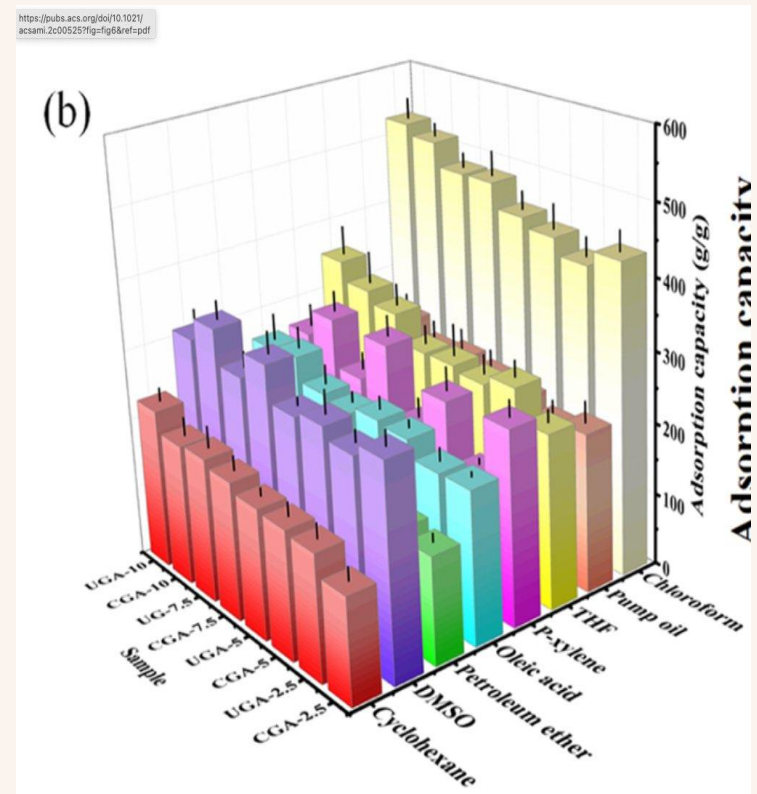 https://pubs.acs.org/doi/10.1021/
acsami.2c00525?fig=fig6&ref=pdf
(b)
600
500
400
300
200
100
0
Adsorption capacity (g/g)
Adsorption capacity
UGA-10
CGA-10
UG-7.5
CGA-7.5
UGA-5
CGA-5
UGA-2.5
CGA-2.5
Sample
Cyclohexane
DMSO
Petroleum ether
Oleic acid
P-xylene
THF
Pump oil
Chloroform